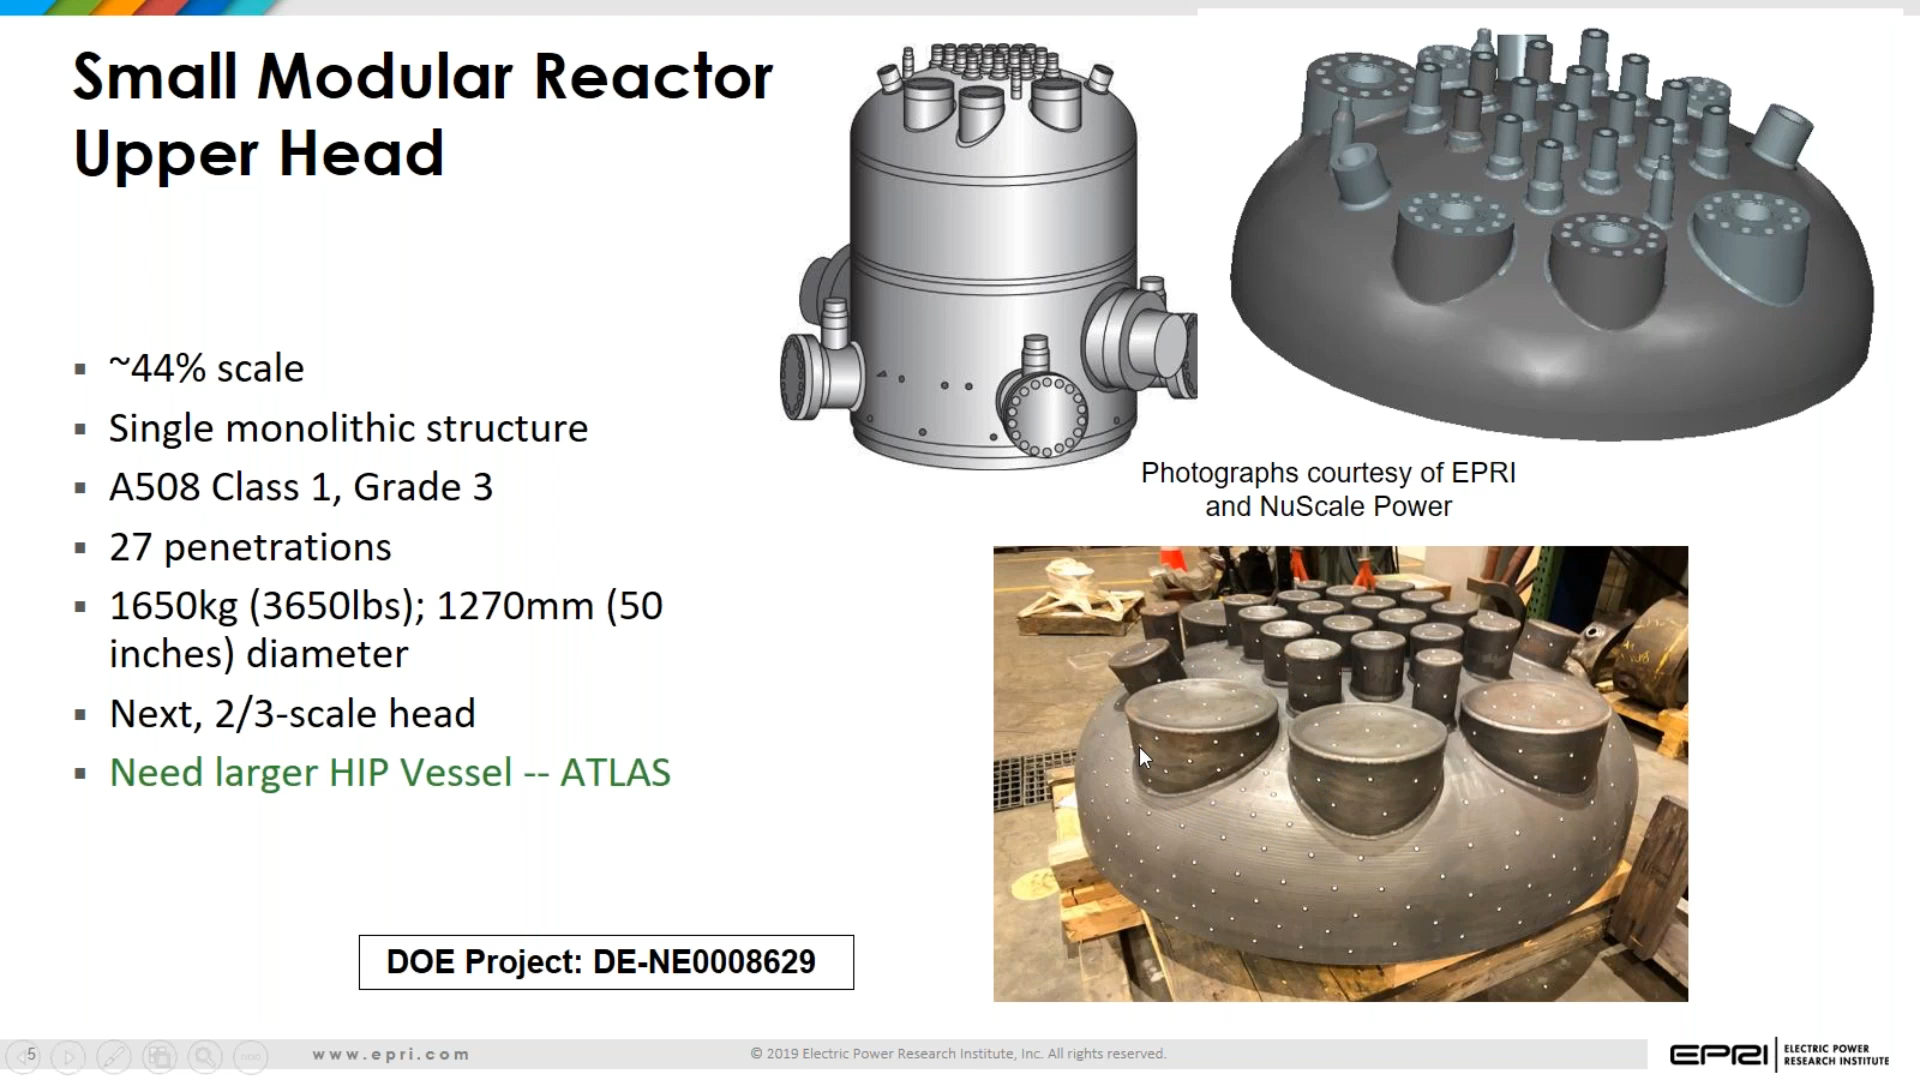 Small Modular Reactor
Upper Head
~44% scale
Single monolithic structure
A508 Class 1, Grade 3
27 penetrations
1650kg (3650lbs); 1270mm (50
inches) diameter
Next, 2/3-scale head
Need larger HIP Vessel -- ATLAS
Photographs courtesy of EPRI
and NuScale Power
DOE Project: DE-NE0008629
5
www.epri.com
© 2019 Electric Power Research Institute, Inc. All rights reserved.
EPRI
ELECTRIC POWER
RESEARCH INSTITUTE